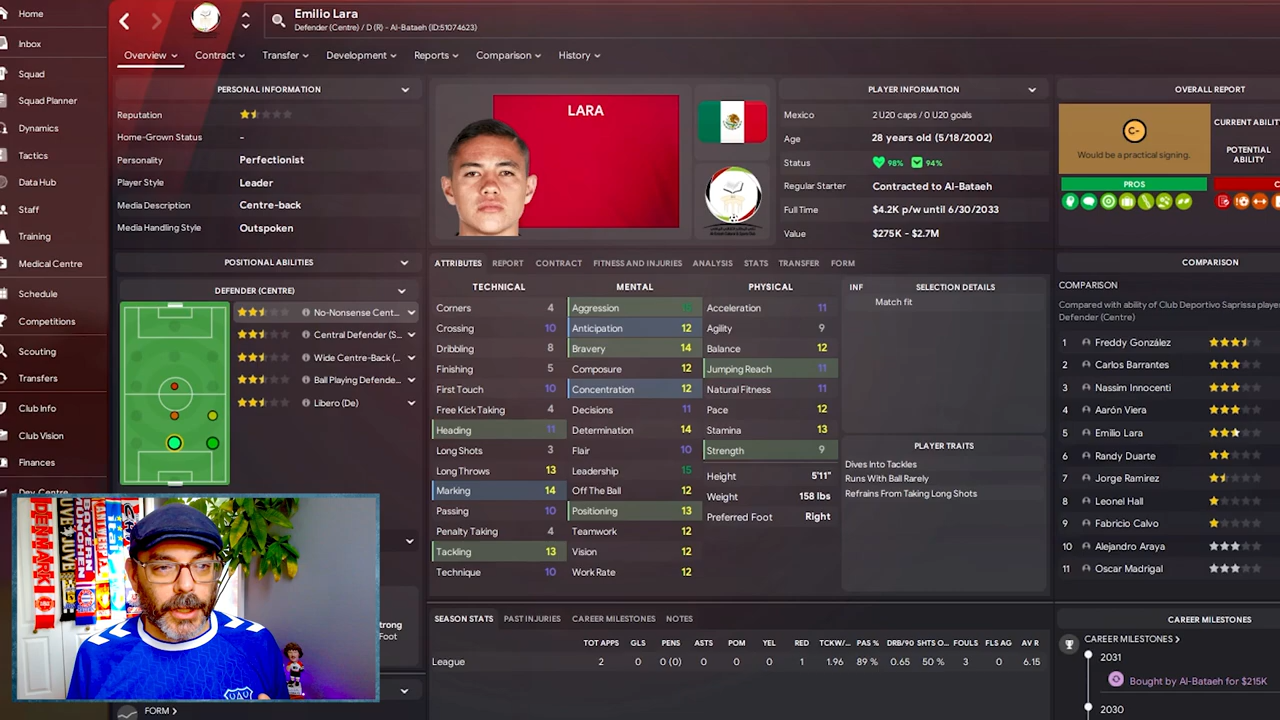 Home
Inbox
Squad
Squad Planner
Dynamics
Tactics
Data Hub
Staff
Training
Medical Centre
Schedule
Competitions
Scouting
Transfers
Club Info
Club Vision
Finances
Dev Centre
Emilio Lara
Defender (Centre) / D (R) - Al-Bataeh (ID:51074623)
Overview Contract Transfer Development Reports Comparison History
PERSONAL INFORMATION
Reputation
Home-Grown Status -
Personality Perfectionist
Player Style Leader
Media Description Centre-back
Media Handling Style Outspoken
POSITIONAL ABILITIES
DEFENDER (CENTRE)
No-Nonsense Cent...
Central Defender (S...
Wide Centre-Back (...
Ball Playing Defende...
Libero (De)
FORM >
LARA
PLAYER INFORMATION
Mexico 2 U20 caps / 0 U20 goals
Age 28 years old (5/18/2002)
Status 98% 94%
Regular Starter Contracted to Al-Bataeh
Full Time $4.2K p/w until 6/30/2033
Value $275K - $2.7M
ATTRIBUTES REPORT CONTRACT FITNESS AND INJURIES ANALYSIS STATS TRANSFER FORM
TECHNICAL
Corners 4
Crossing 10
Dribbling 8
Finishing 5
First Touch 10
Free Kick Taking 4
Heading 11
Long Shots 3
Long Throws 13
Marking 14
Passing 10
Penalty Taking 4
Tackling 13
Technique 10
MENTAL
Aggression
Anticipation 12
Bravery 14
Composure 12
Concentration 12
Decisions 11
Determination 14
Flair 10
Leadership 15
Off The Ball 12
Positioning 13
Teamwork 12
Vision 12
Work Rate 12
PHYSICAL
Acceleration 11
Agility 9
Balance 12
Jumping Reach 11
Natural Fitness 11
Pace 12
Stamina 13
Strength 9
Height 5'11"
Weight 158 lbs
Preferred Foot Right
INF SELECTION DETAILS
Match fit
PLAYER TRAITS
Dives Into Tackles
Runs With Ball Rarely
Refrains From Taking Long Shots
SEASON STATS PAST INJURIES CAREER MILESTONES NOTES
TOT APPS GLS PENS ASTS POM YEL RED TCKW/... PAS % DRB/90 SHTS O... FOULS FLS AG AV R
League 2 0 0 (0) 0 0 0 1 1.96 89 % 0.65 50 % 3 0 6.15
OVERALL REPORT
C-
Would be a practical signing.
CURRENT ABILITY
POTENTIAL
ABILITY
PROS
COMPARISON
COMPARISON
Compared with ability of Club Deportivo Saprissa playe
Defender (Centre)
1 Freddy González
2 Carlos Barrantes
3 Nassim Innocenti
4 Aarón Viera
5 Emilio Lara
6 Randy Duarte
7 Jorge Ramirez
8 Leonel Hall
9 Fabricio Calvo
10 Alejandro Araya
11 Oscar Madrigal
CAREER MILESTONES
CAREER MILESTONES >
2031
Bought by Al-Bataeh for $215K
2030